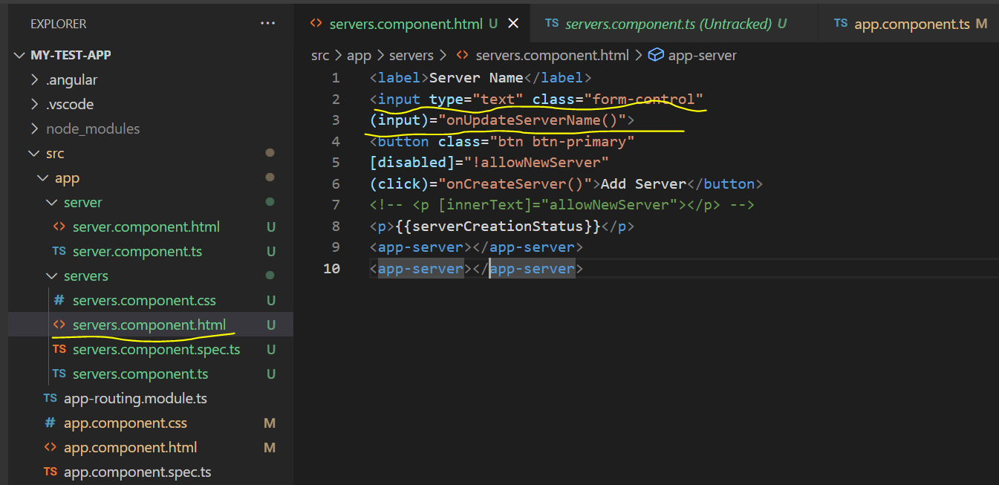 EXPLORER ···
MY-TEST-APP
.angular
.vscode
node_modules
src
app
server
<> server.component.html U
TS server.component.ts U
servers
# servers.component.css U
<> servers.component.html U
TS servers.component.spec.ts U
TS servers.component.ts U
TS app-routing.module.ts
# app.component.css M
<> app.component.html M
TS app.component.spec.ts
<> servers.component.html U × TS servers.component.ts (Untracked) U TS app.component.ts M
src > app > servers > <> servers.component.html > app-server
1 <label>Server Name</label>
2 <input type="text" class="form-control"
3 (input)="onUpdateServerName()">
4 <button class="btn btn-primary"
5 [disabled]="!allowNewServer"
6 (click)="onCreateServer()">Add Server</button>
7 <!-- <p [innerText]="allowNewServer"></p> -->
8 <p>{{serverCreationStatus}}</p>
9 <app-server></app-server>
10 <app-server></app-server>